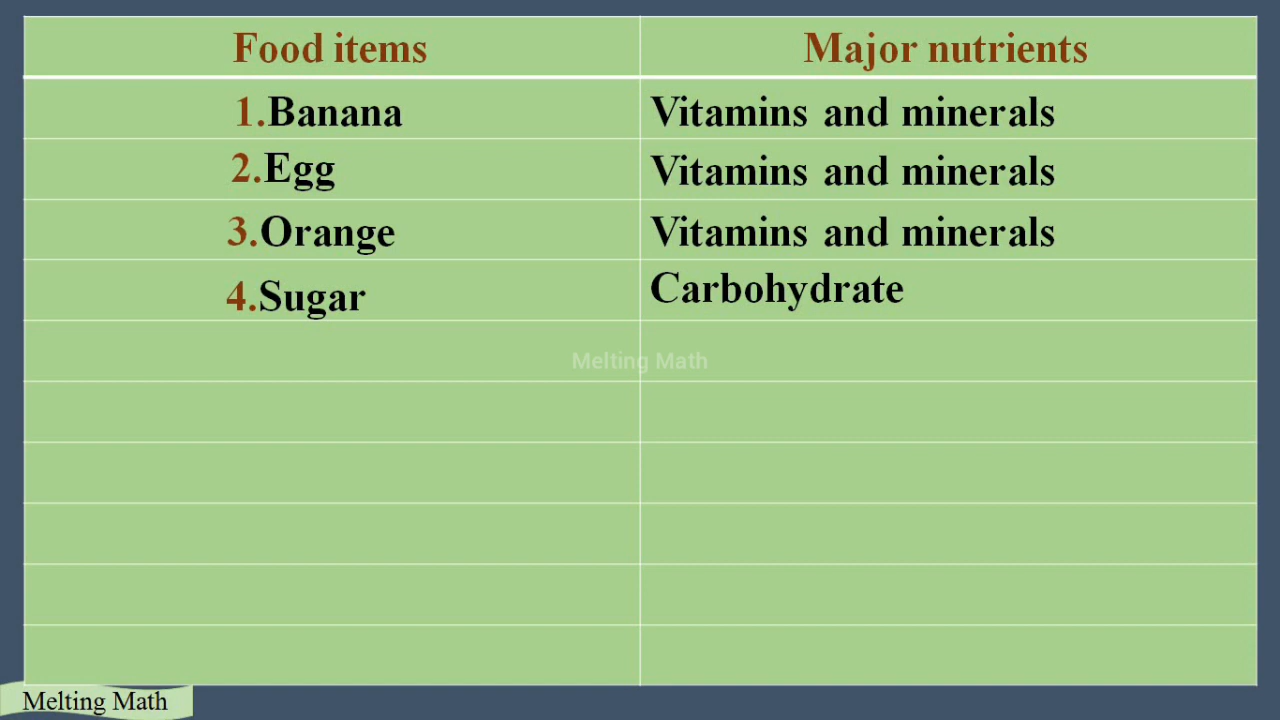 Food items Major nutrients
1.Banana Vitamins and minerals
2.Egg Vitamins and minerals
3.Orange Vitamins and minerals
4.Sugar Carbohydrate
Melting Math
Melting Math